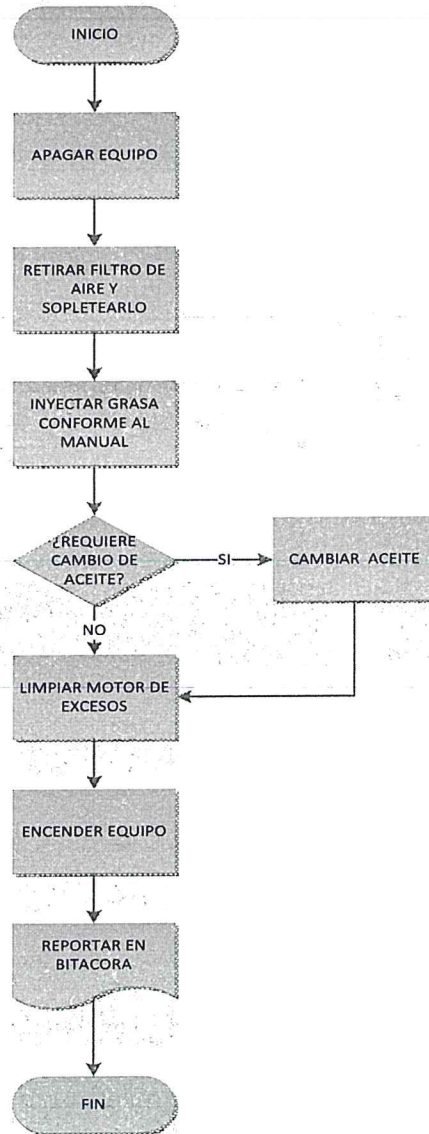 INICIO
APAGAR EQUIPO
RETIRAR FILTRO DE
AIRE Y
SOPLETEARLO
INYECTAR GRASA
CONFORME AL
MANUAL
¿REQUIERE
CAMBIO DE
ACEITE?
SI
CAMBIAR ACEITE
NO
LIMPIAR MOTOR DE
EXCESOS
ENCENDER EQUIPO
REPORTAR EN
BITACORA
FIN